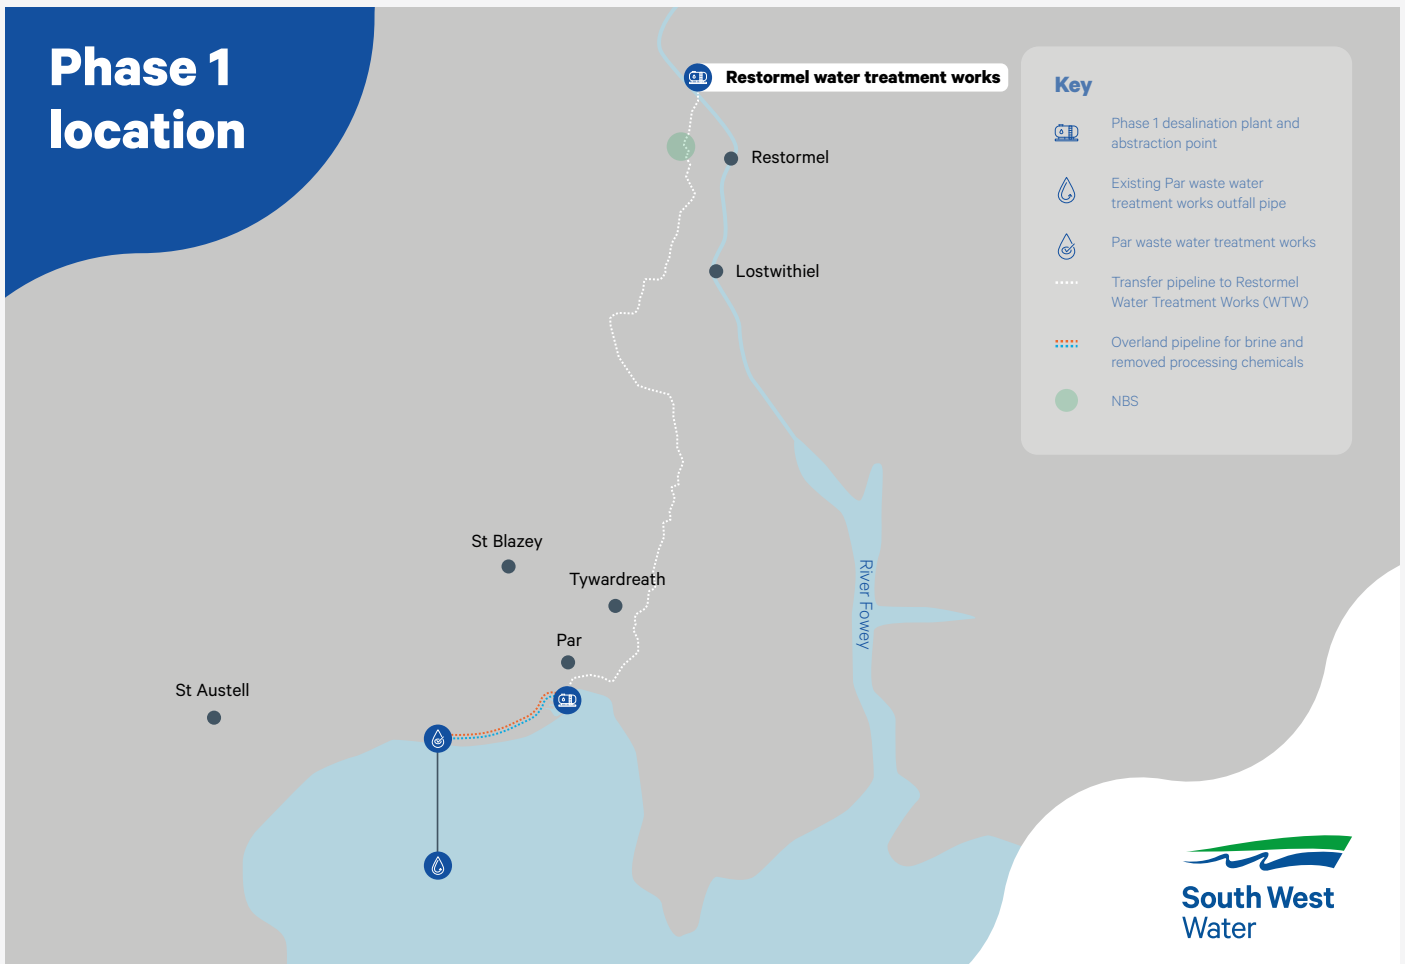 Phase 1
location
Restormel water treatment works
Restormel
Lostwithiel
St Blazey
Tywardreath
Par
St Austell
River Fowey
Key
Phase 1 desalination plant and
abstraction point
Existing Par waste water
treatment works outfall pipe
Par waste water treatment works
Transfer pipeline to Restormel
Water Treatment Works (WTW)
Overland pipeline for brine and
removed processing chemicals
NBS
South West
Water